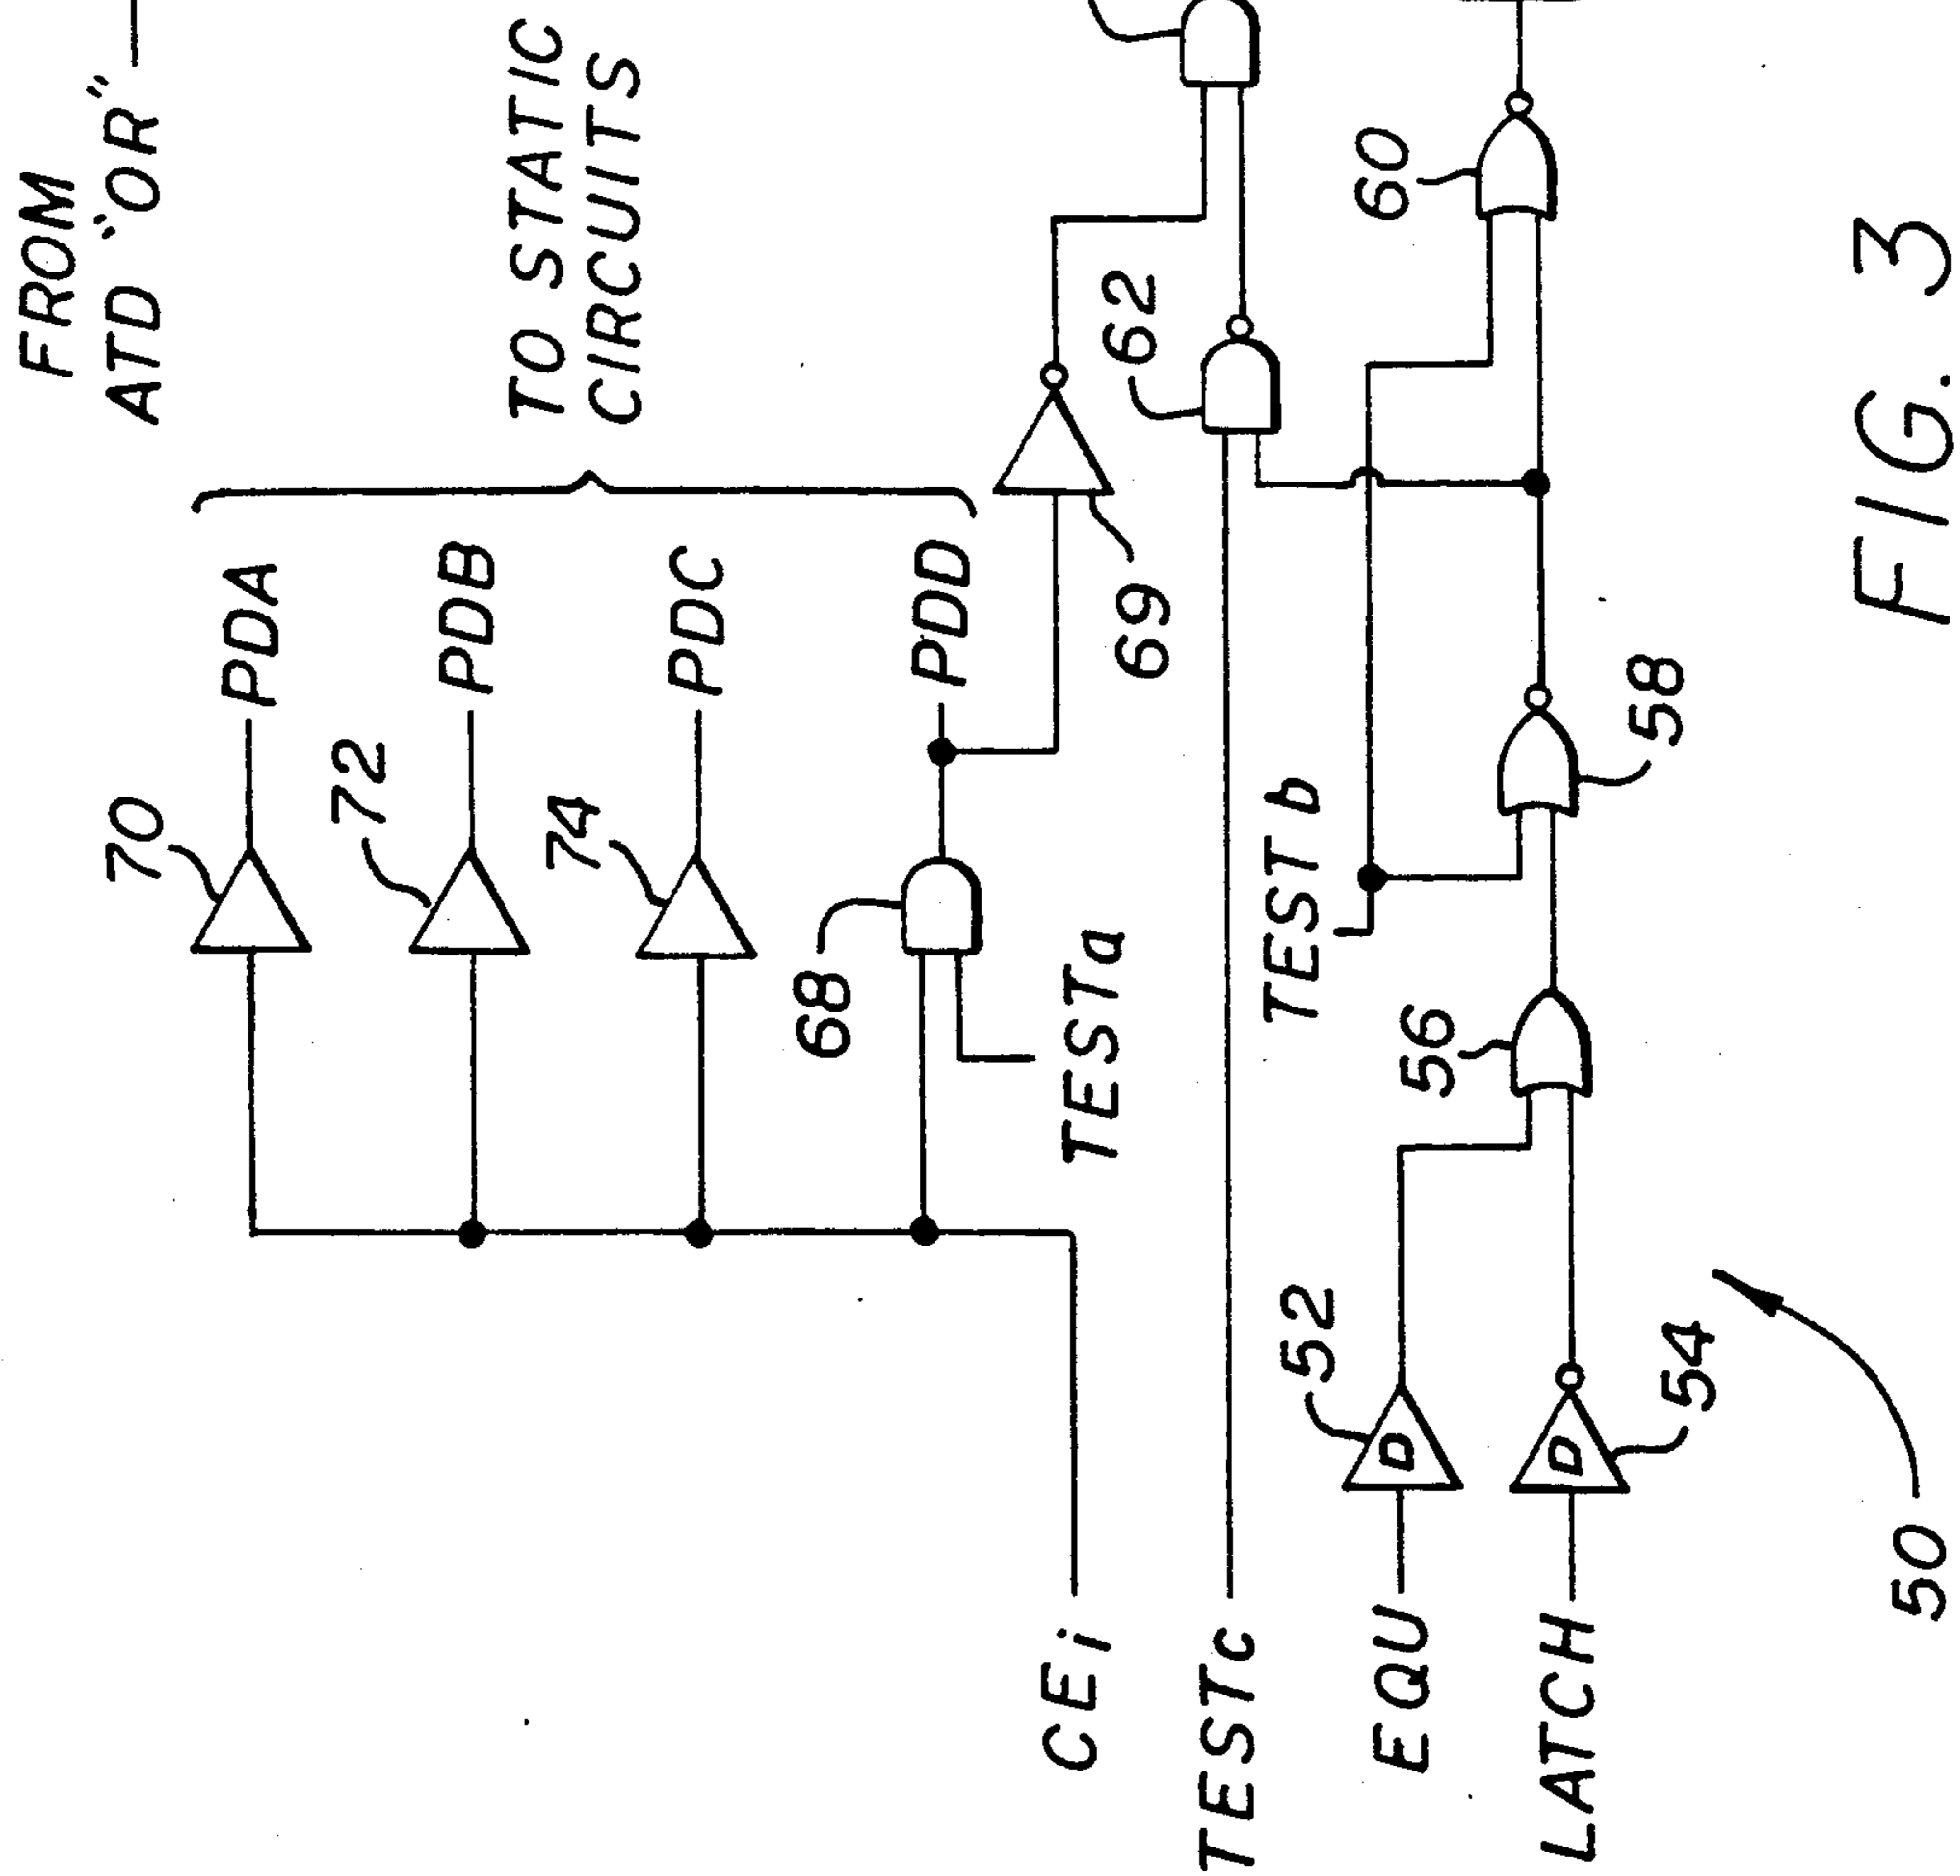 FROM
ATD "OR"
TO STATIC
CIRCUITS
70
PDA
72
PDB
74
PDC
68
PDD
TESTa
69
62
CEi
TESTc
TEST b
60
52
56
EQU
58
LATCH
54
50
FIG. 3
D
D